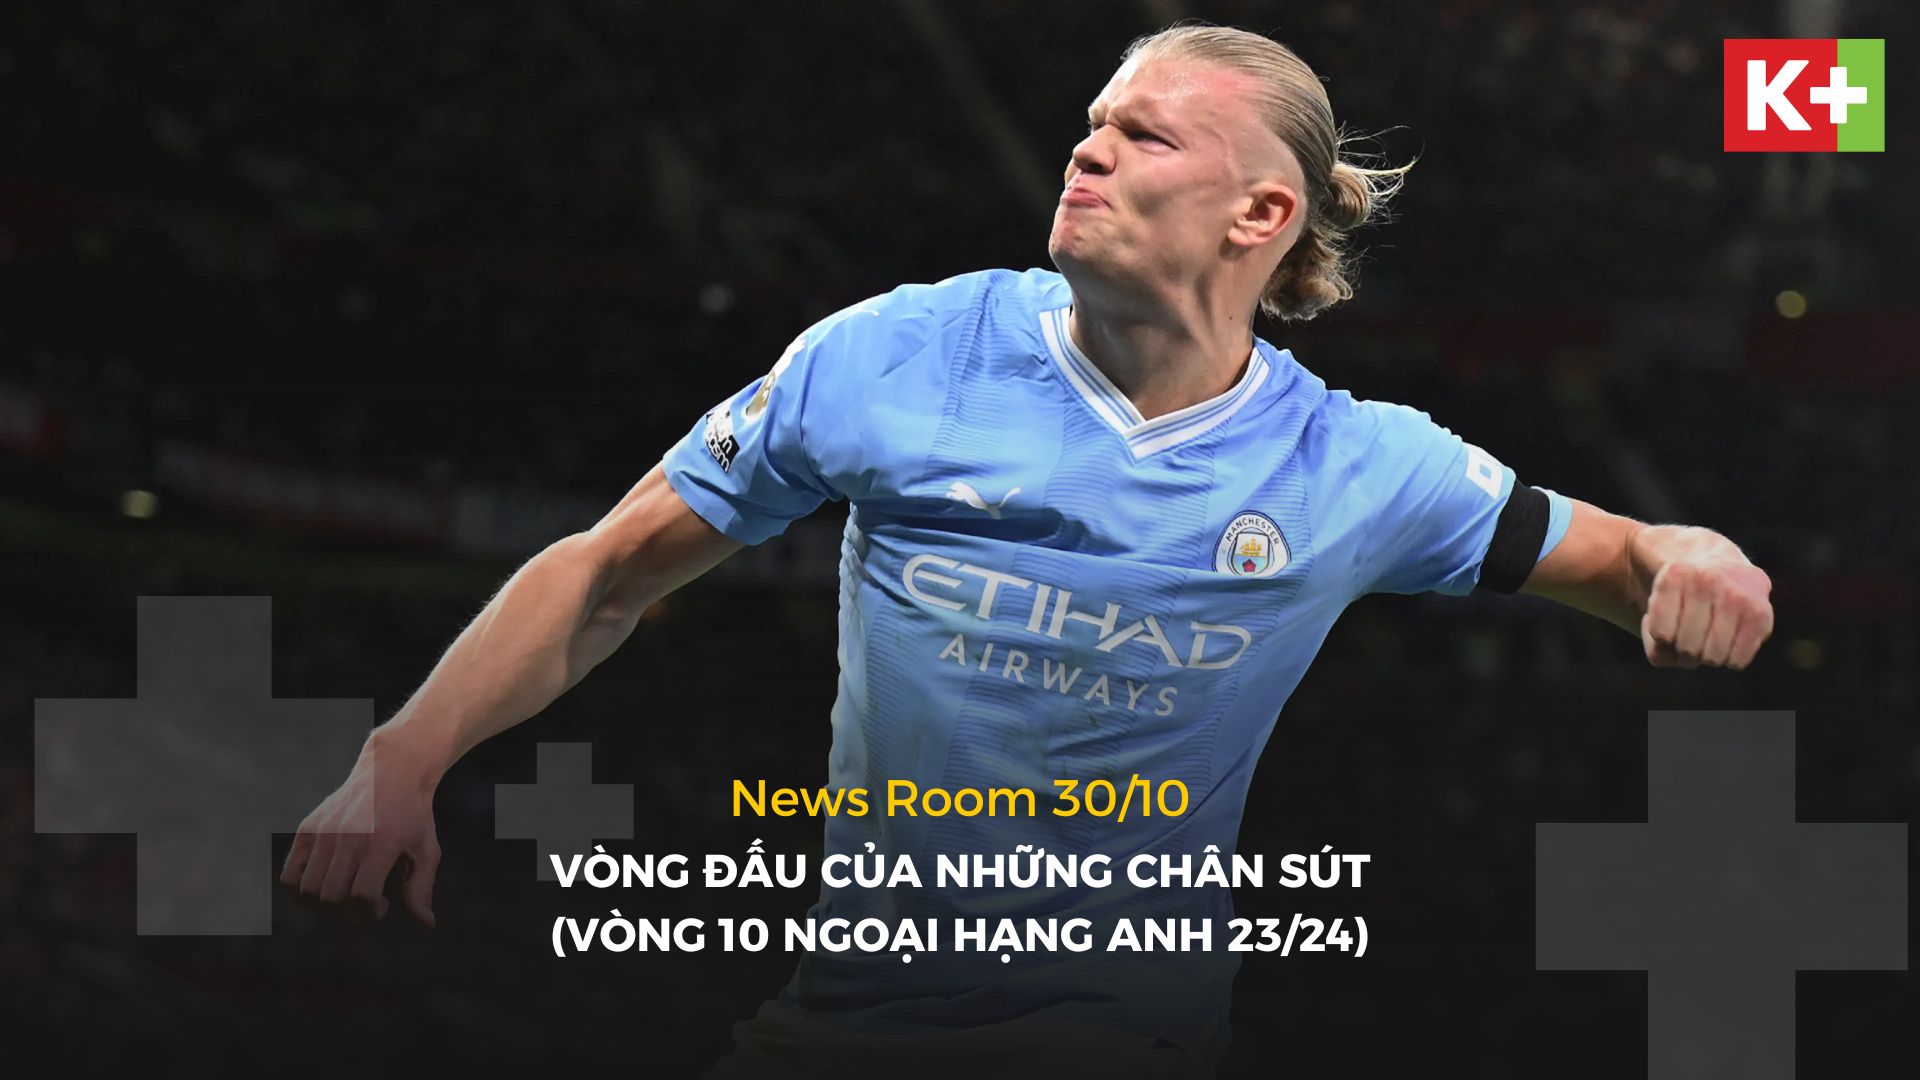 K+
MANCHESTER
ETIHAD
AIRWAYS
News Room 30/10
VÒNG ĐẤU CỦA NHỮNG CHÂN SÚT
(VÒNG 10 NGOẠI HẠNG ANH 23/24)